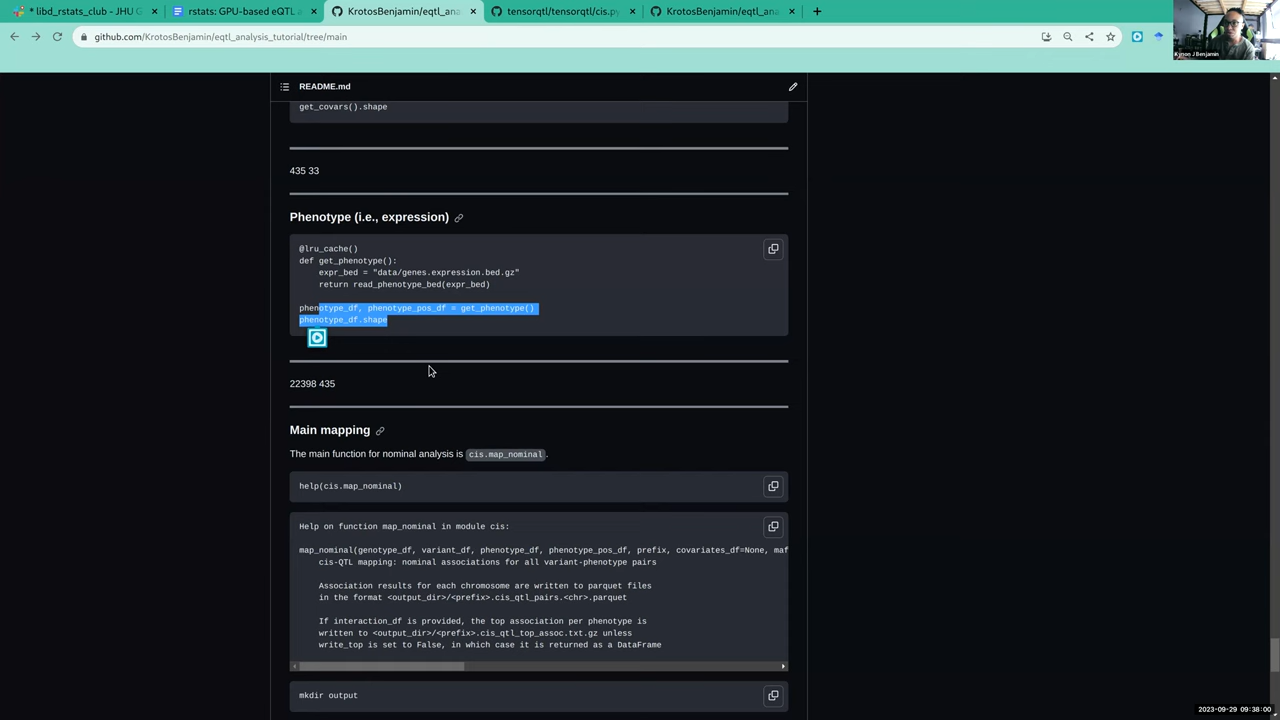 * libd_rstats_club - JHU G
rstats: GPU-based eQTL a
KrotosBenjamin/eqtl_ana
tensorqtl/tensorqtl/cis.py
KrotosBenjamin/eqtl_ana
github.com/KrotosBenjamin/eqtl_analysis_tutorial/tree/main
Kynon J Benjamin
README.md
get_covars().shape
435 33
Phenotype (i.e., expression)
@lru_cache()
def get_phenotype():
    expr_bed = "data/genes.expression.bed.gz"
    return read_phenotype_bed(expr_bed)
phenotype_df, phenotype_pos_df = get_phenotype()
phenotype_df.shape
22398 435
Main mapping
The main function for nominal analysis is cis.map_nominal.
help(cis.map_nominal)
Help on function map_nominal in module cis:
map_nominal(genotype_df, variant_df, phenotype_df, phenotype_pos_df, prefix, covariates_df=None, maf
    cis-QTL mapping: nominal associations for all variant-phenotype pairs
    Association results for each chromosome are written to parquet files
    in the format <output_dir>/<prefix>.cis_qtl_pairs.<chr>.parquet
    If interaction_df is provided, the top association per phenotype is
    written to <output_dir>/<prefix>.cis_qtl_top_assoc.txt.gz unless
    write_top is set to False, in which case it is returned as a DataFrame
mkdir output
2023-09-29 09:38:00